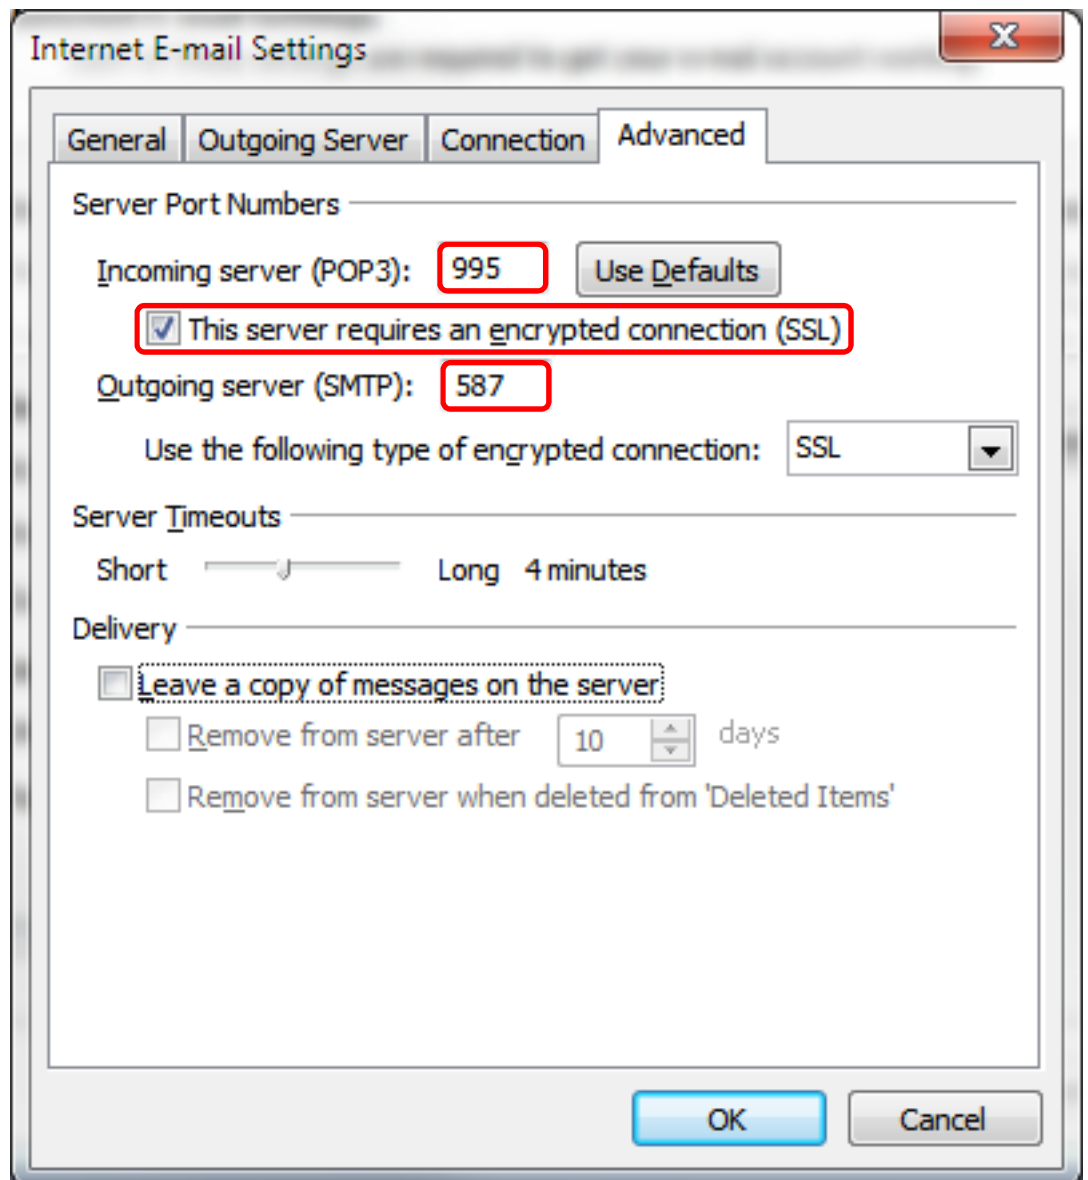 Internet E-mail Settings
General Outgoing Server Connection Advanced
Server Port Numbers
Incoming server (POP3): 995 Use Defaults
This server requires an encrypted connection (SSL)
Outgoing server (SMTP): 587
Use the following type of encrypted connection: SSL
Server Timeouts
Short Long 4 minutes
Delivery
Leave a copy of messages on the server
Remove from server after 10 days
Remove from server when deleted from 'Deleted Items'
OK Cancel